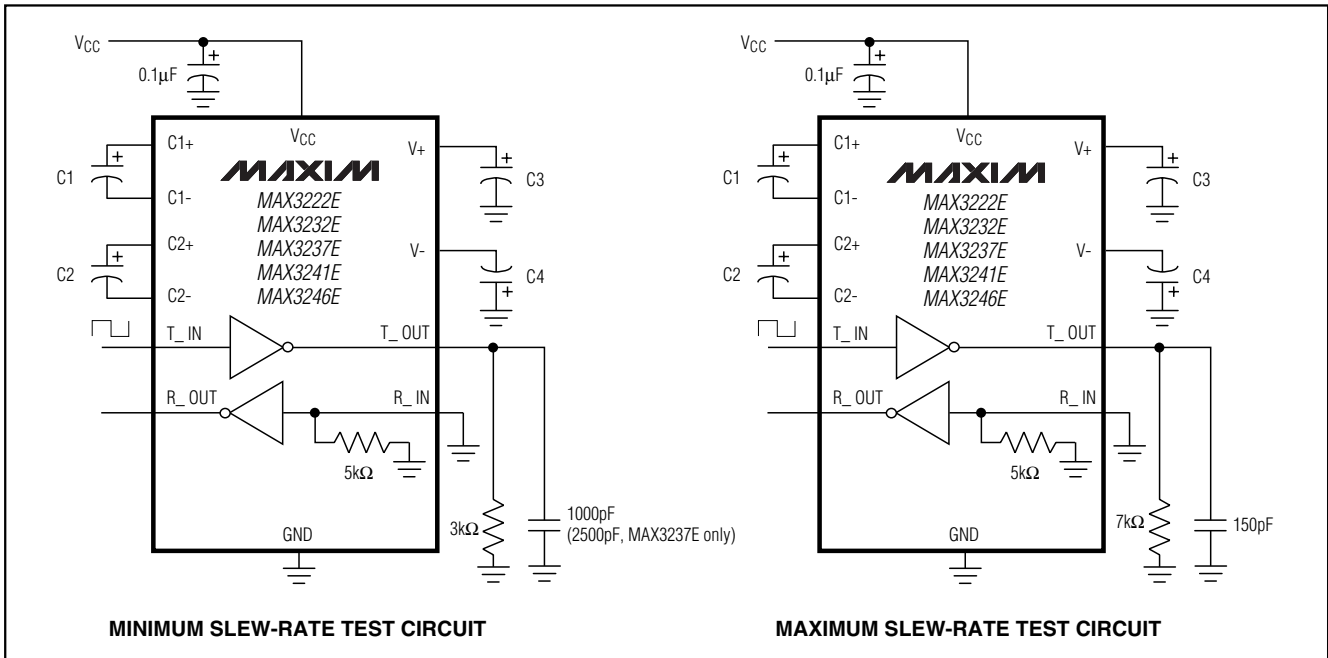 VCC
0.1µF
+
VCC
C1+
C1
+
C1-
C2+
C2
+
C2-
V+
+
C3
V-
C4
+
MAXIM
MAX3222E
MAX3232E
MAX3237E
MAX3241E
MAX3246E
T_ IN
T_ OUT
R_ OUT
R_ IN
5kΩ
3kΩ
1000pF
(2500pF, MAX3237E only)
GND
MINIMUM SLEW-RATE TEST CIRCUIT
VCC
0.1µF
+
VCC
C1+
C1
+
C1-
C2+
C2
+
C2-
V+
+
C3
V-
C4
+
MAXIM
MAX3222E
MAX3232E
MAX3237E
MAX3241E
MAX3246E
T_ IN
T_ OUT
R_ OUT
R_ IN
5kΩ
7kΩ
150pF
GND
MAXIMUM SLEW-RATE TEST CIRCUIT